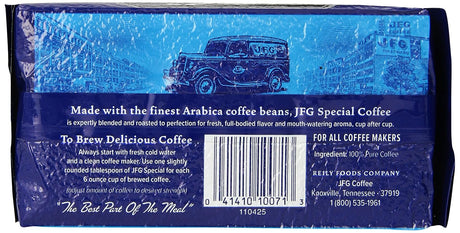 JFG
JFG
Made with the finest Arabica coffee beans, JFG Special Coffee
is expertly blended and roasted to perfection for fresh, full-bodied flavor and mouth-watering aroma, cup after cup.
To Brew Delicious Coffee
Always start with fresh cold water
and a clean coffee maker. Use one slightly
rounded tablespoon of JFG Special for each
6 ounce cup of brewed coffee.
(adjust amount of coffee to desired strength)
"The Best Part Of The Meal"
0 41410 10071 3
110425
FOR ALL COFFEE MAKERS
Ingredient: 100% Pure Coffee
REILY FOODS COMPANY
JFG Coffee
Knoxville, Tennessee - 37919
1 (800) 535-1961